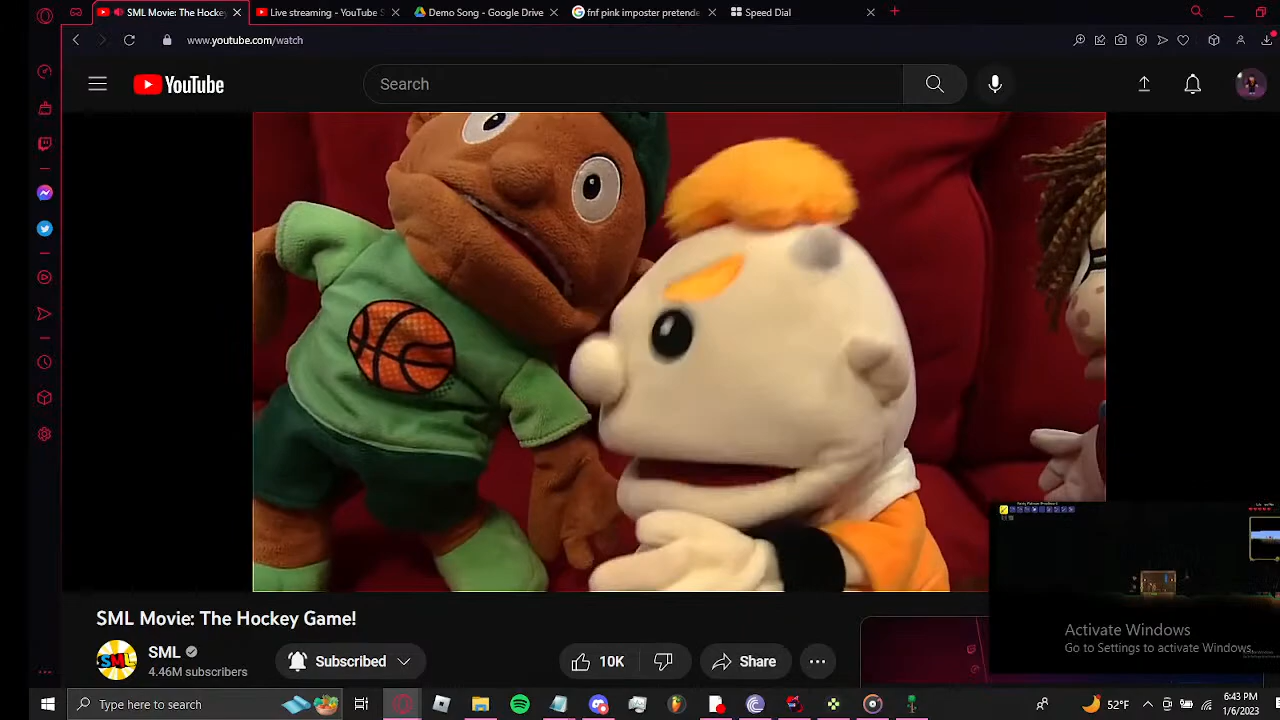 SML Movie: The Hockey
Live streaming - YouTube S
Demo Song - Google Drive
fnf pink imposter pretende
Speed Dial
www.youtube.com/watch
YouTube
Search
SML Movie: The Hockey Game!
SML
SML
4.46M subscribers
Subscribed
10K
Share
Activate Windows
Go to Settings to activate Windows.
Type here to search
52°F
6:43 PM
1/6/2023